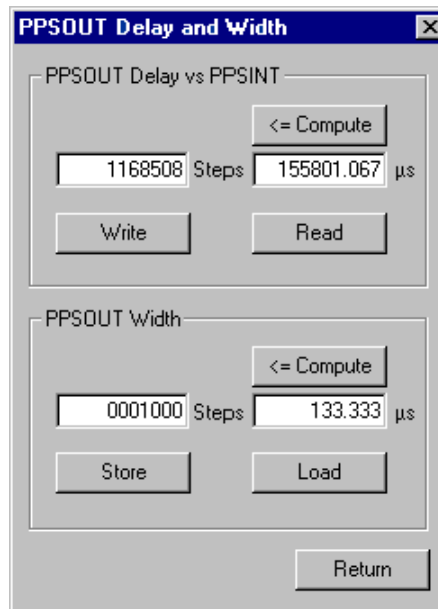 PPSOUT Delay and Width
PPSOUT Delay vs PPSINT
<= Compute
1168508 Steps 155801.067 µs
Write Read
PPSOUT Width
<= Compute
0001000 Steps 133.333 µs
Store Load
Return